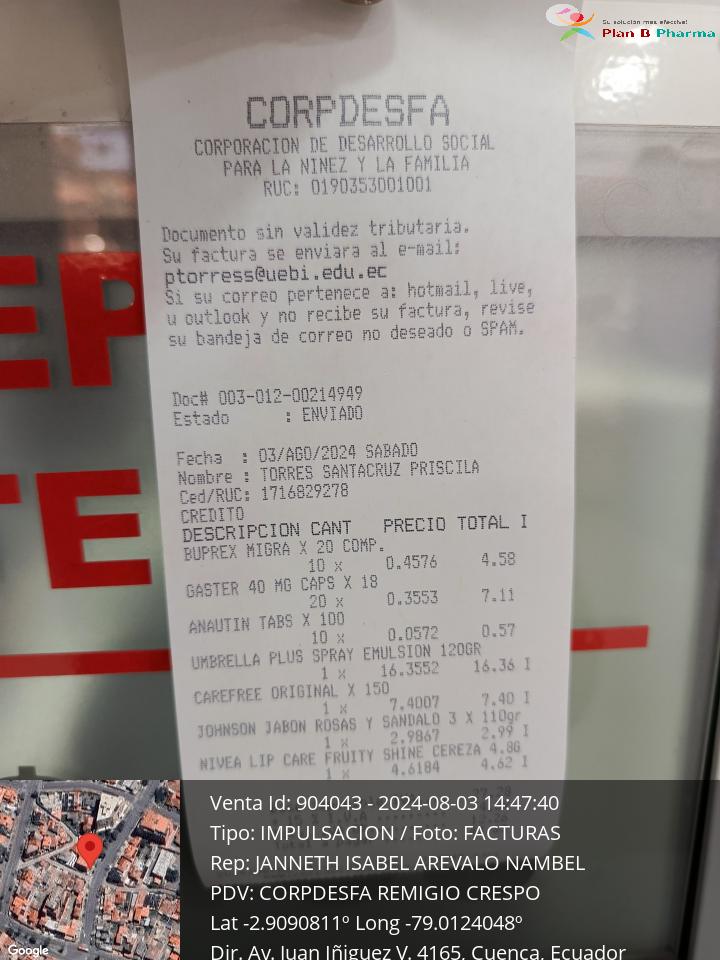 Su solución mas efectiva!
Plan B Pharma
CORPDESFA
CORPORACION DE DESARROLLO SOCIAL
PARA LA NINEZ Y LA FAMILIA
RUC: 0190353001001
Documento sin validez tributaria.
Su factura se enviara al e-mail:
ptorress@uebi.edu.ec
Si su correo pertenece a: hotmail, live,
u outlook y no recibe su factura, revise
su bandeja de correo no deseado o SPAM.
Doc# 003-012-00214949
Estado : ENVIADO
Fecha : 03/AGO/2024 SABADO
Nombre : TORRES SANTACRUZ PRISCILA
Ced/RUC: 1716829278
CREDITO
DESCRIPCION CANT PRECIO TOTAL I
BUPREX MIGRA X 20 COMP.
10 x 0.4576 4.58
GASTER 40 MG CAPS X 18
20 x 0.3553 7.11
ANAUTIN TABS X 100
10 x 0.0572 0.57
UMBRELLA PLUS SPRAY EMULSION 120GR
1 x 16.3552 16.36 I
CAREFREE ORIGINAL X 150
1 x 7.4007 7.40 I
JOHNSON JABON ROSAS Y SANDALO 3 X 110gr
1 x 2.9867 2.99 I
NIVEA LIP CARE FRUITY SHINE CEREZA 4.8G
1 x 4.6184 4.62 I
EP
TE
Venta Id: 904043 - 2024-08-03 14:47:40
Tipo: IMPULSACION / Foto: FACTURAS
Rep: JANNETH ISABEL AREVALO NAMBEL
PDV: CORPDESFA REMIGIO CRESPO
Lat -2.9090811º Long -79.0124048º
Dir. Av. Juan Iñiguez V. 4165, Cuenca, Ecuador
Google